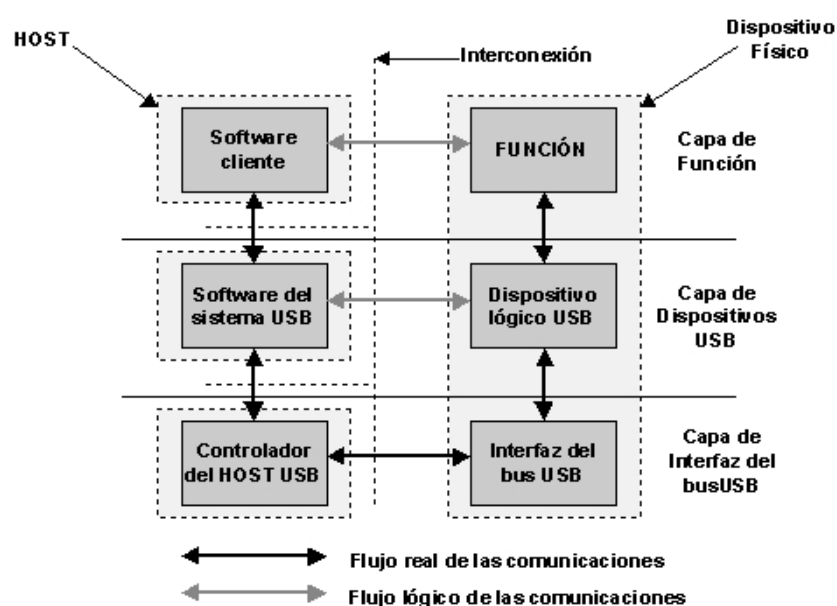 HOST
Interconexión
Dispositivo
Físico
Software
cliente
FUNCIÓN
Capa de
Función
Software del
sistema USB
Dispositivo
lógico USB
Capa de
Dispositivos
USB
Controlador
del HOST USB
Interfaz del
bus USB
Capa de
Interfaz del
busUSB
Flujo real de las comunicaciones
Flujo lógico de las comunicaciones